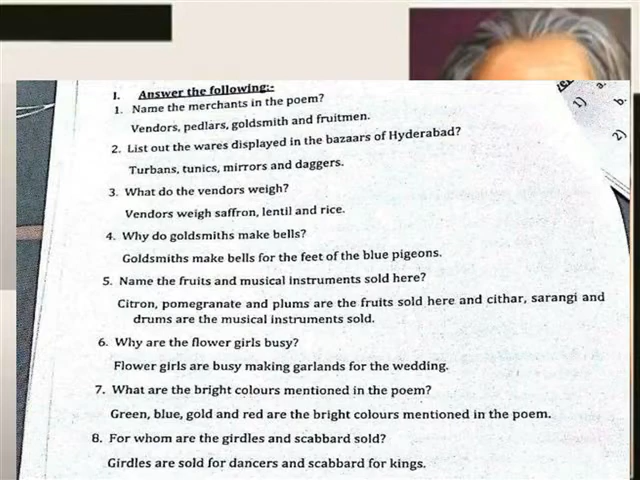 I. Answer the following:-
1. Name the merchants in the poem?
Vendors, pedlars, goldsmith and fruitmen.
2. List out the wares displayed in the bazaars of Hyderabad?
Turbans, tunics, mirrors and daggers.
3. What do the vendors weigh?
Vendors weigh saffron, lentil and rice.
4. Why do goldsmiths make bells?
Goldsmiths make bells for the feet of the blue pigeons.
5. Name the fruits and musical instruments sold here?
Citron, pomegranate and plums are the fruits sold here and cithar, sarangi and
drums are the musical instruments sold.
6. Why are the flower girls busy?
Flower girls are busy making garlands for the wedding.
7. What are the bright colours mentioned in the poem?
Green, blue, gold and red are the bright colours mentioned in the poem.
8. For whom are the girdles and scabbard sold?
Girdles are sold for dancers and scabbard for kings.
1)
a.
b.
2)